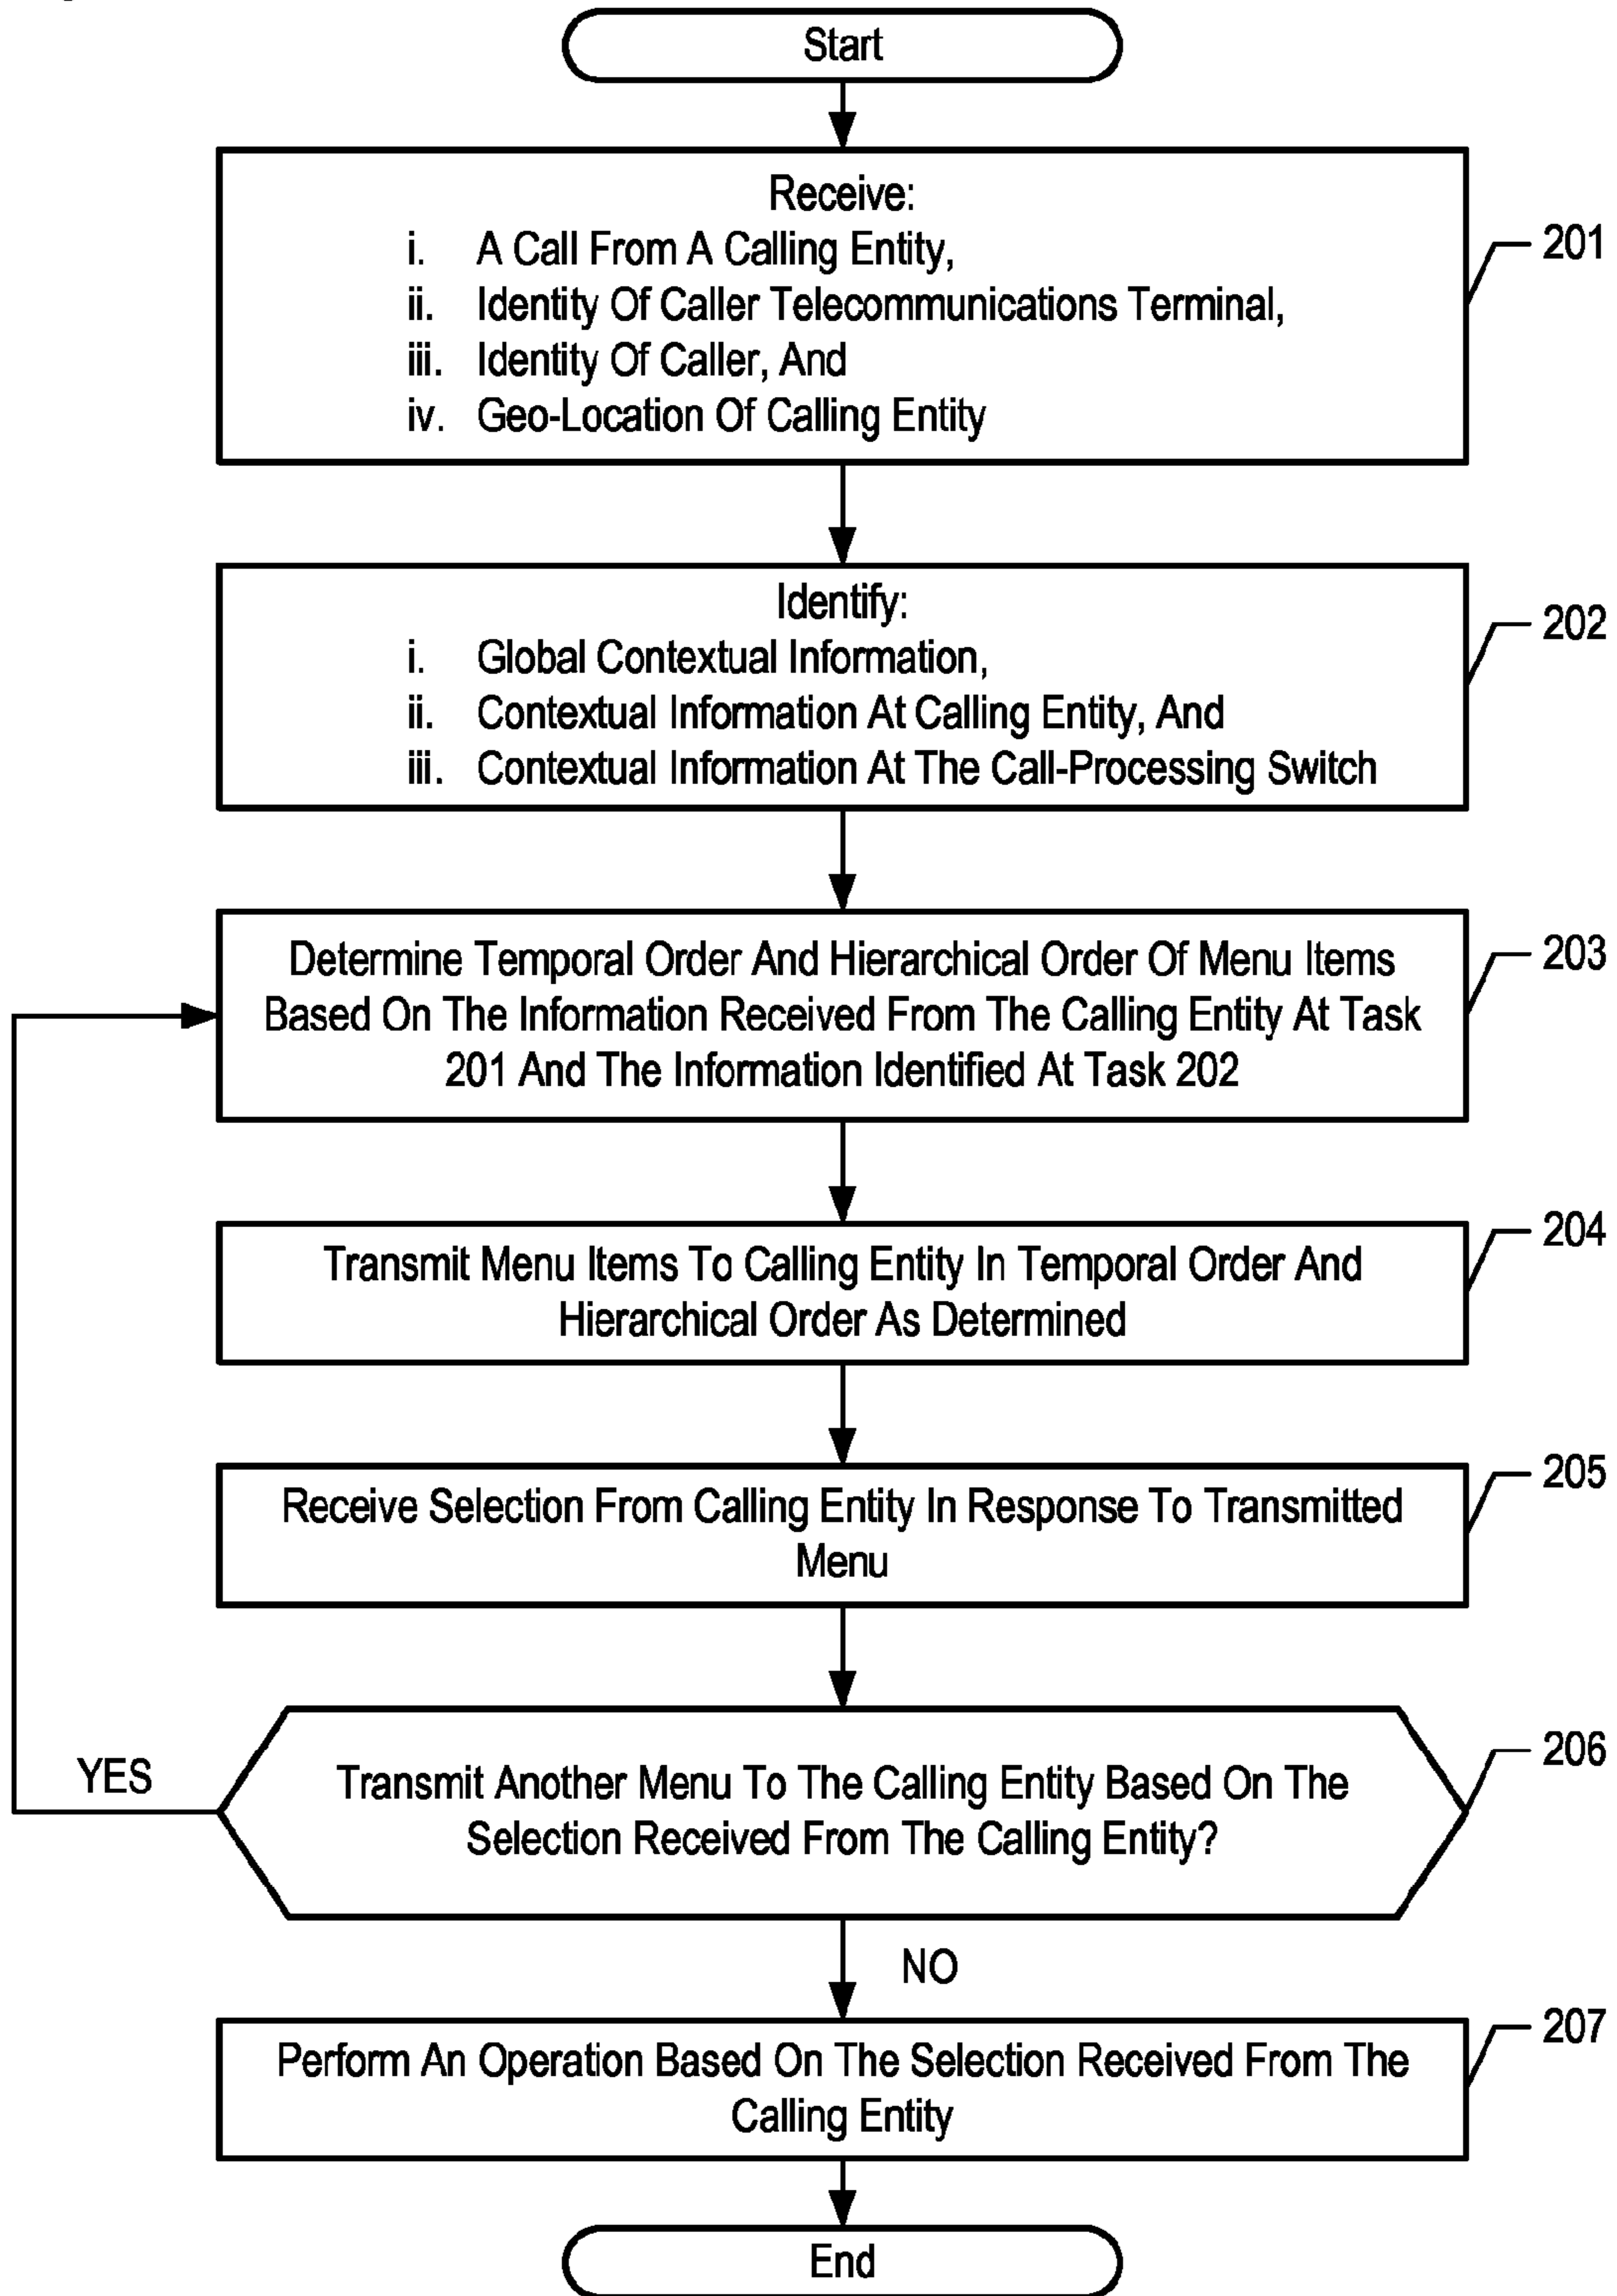 Start
Receive:
i. A Call From A Calling Entity,
ii. Identity Of Caller Telecommunications Terminal,
iii. Identity Of Caller, And
iv. Geo-Location Of Calling Entity
201
Identify:
i. Global Contextual Information,
ii. Contextual Information At Calling Entity, And
iii. Contextual Information At The Call-Processing Switch
202
Determine Temporal Order And Hierarchical Order Of Menu Items
Based On The Information Received From The Calling Entity At Task
201 And The Information Identified At Task 202
203
Transmit Menu Items To Calling Entity In Temporal Order And
Hierarchical Order As Determined
204
Receive Selection From Calling Entity In Response To Transmitted
Menu
205
Transmit Another Menu To The Calling Entity Based On The
Selection Received From The Calling Entity?
206
YES
NO
Perform An Operation Based On The Selection Received From The
Calling Entity
207
End